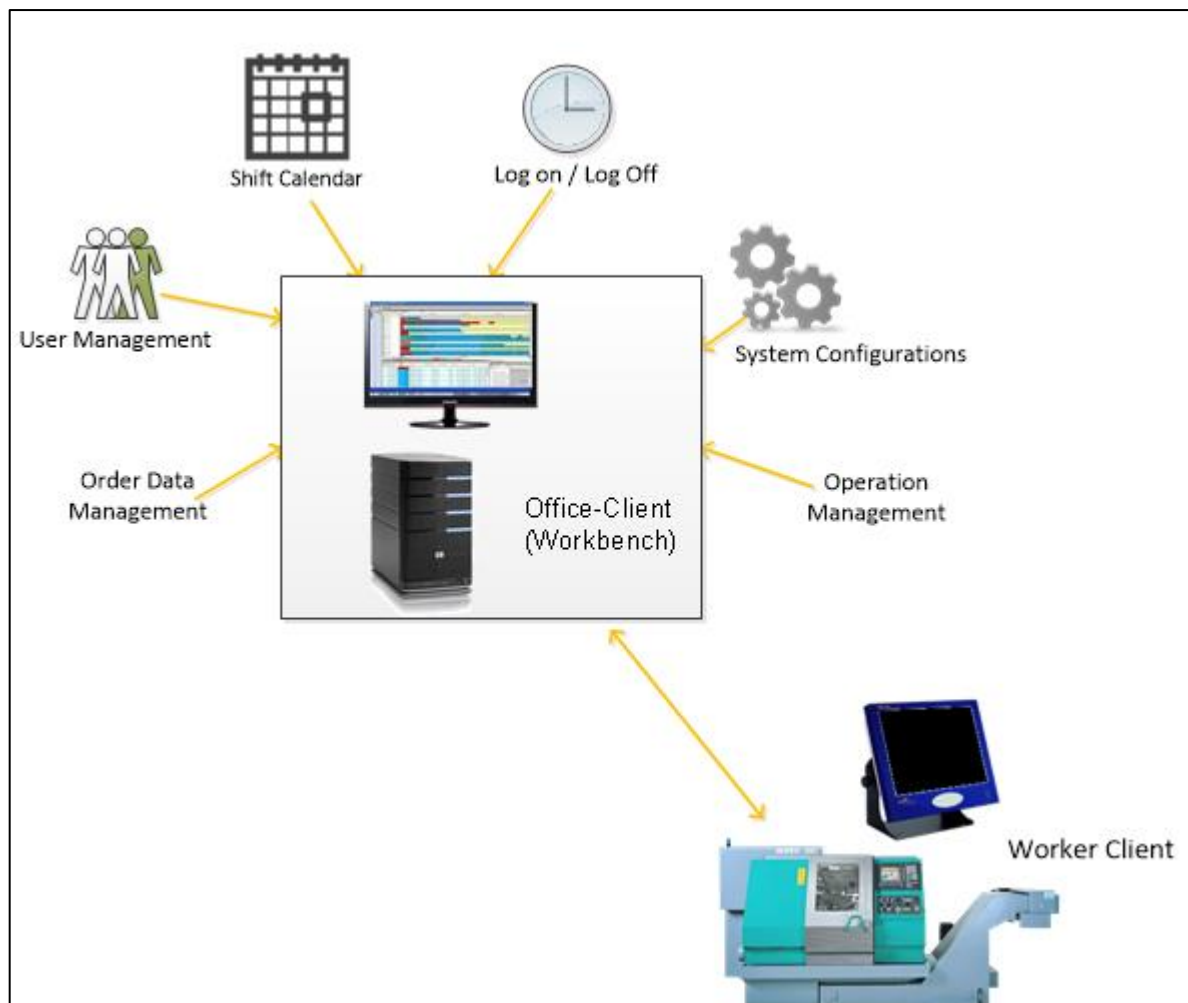 Shift Calendar
Log on / Log Off
User Management
System Configurations
Order Data
Management
Office-Client
(Workbench)
Operation
Management
Worker Client